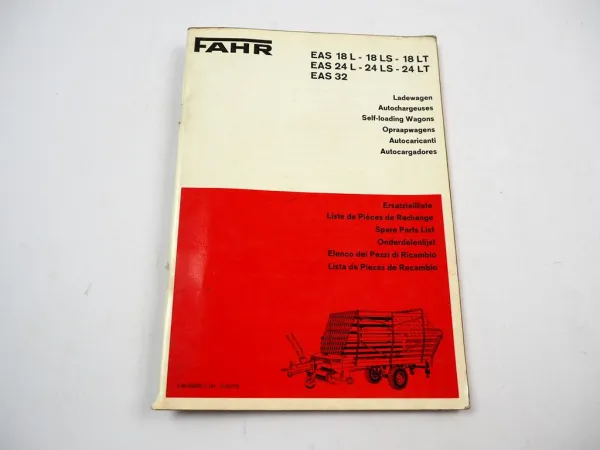 FAHR
EAS 18 L - 18 LS - 18 LT
EAS 24 L - 24 LS - 24 LT
EAS 32
Ladewagen
Autochargeuses
Self-loading Wagons
Opraapwagens
Autocaricanti
Autocargadores
Ersatzteilliste
Liste de Pièces de Rechange
Spare Parts List
Onderdelenlijst
Elenco dei Pezzi di Ricambio
Lista de Piezas de Recambio